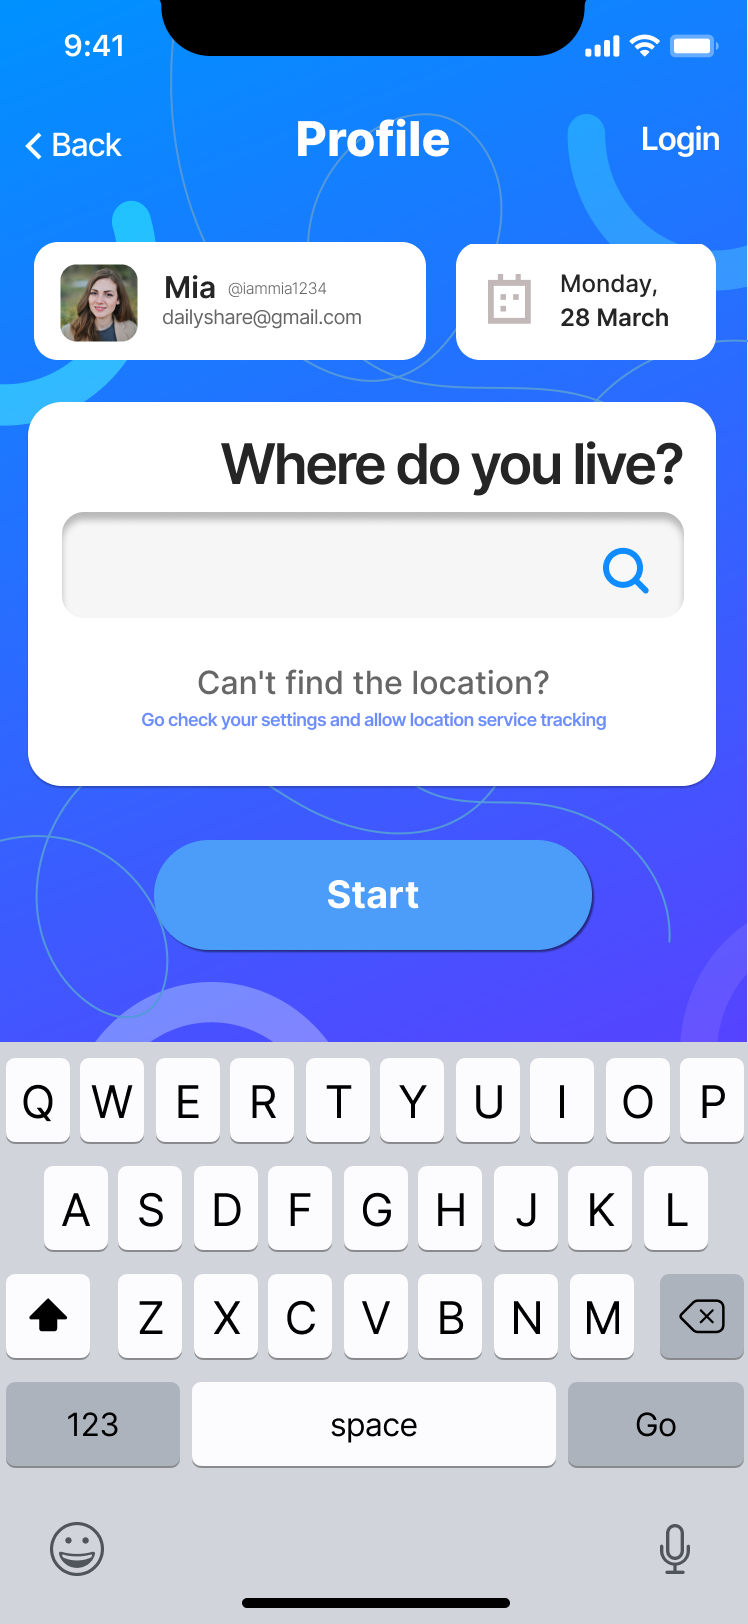 9:41
Back
Profile
Login
Mia @iammia1234
dailyshare@gmail.com
Monday,
28 March
Where do you live?
Can't find the location?
Go check your settings and allow location service tracking
Start
Q W E R T Y U I O P
A S D F G H J K L
Z X C V B N M
123 space Go